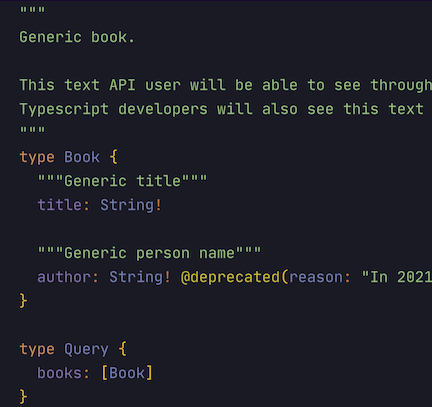 """
Generic book.
This text API user will be able to see through
Typescript developers will also see this text
"""
type Book {
"""Generic title"""
title: String!
"""Generic person name"""
author: String! @deprecated(reason: "In 2021
}
type Query {
books: [Book]
}